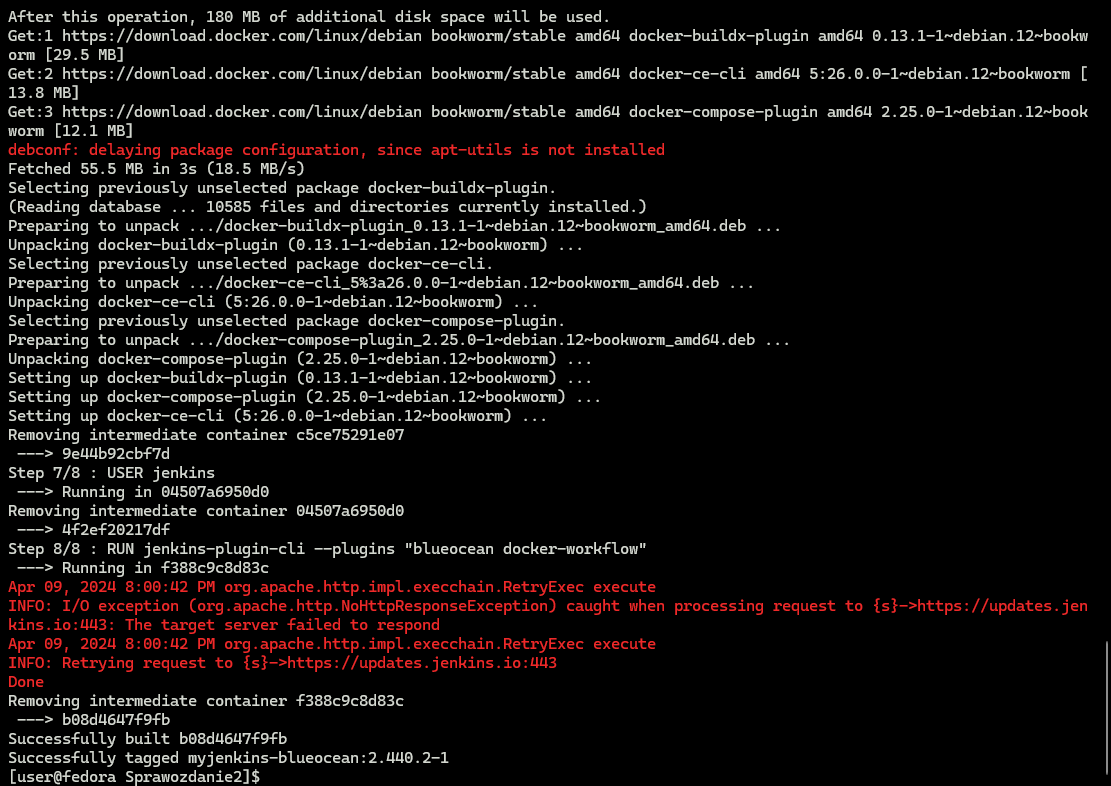 After this operation, 180 MB of additional disk space will be used.
Get:1 https://download.docker.com/linux/debian bookworm/stable amd64 docker-buildx-plugin amd64 0.13.1-1~debian.12~bookw
orm [29.5 MB]
Get:2 https://download.docker.com/linux/debian bookworm/stable amd64 docker-ce-cli amd64 5:26.0.0-1~debian.12~bookworm [
13.8 MB]
Get:3 https://download.docker.com/linux/debian bookworm/stable amd64 docker-compose-plugin amd64 2.25.0-1~debian.12~book
worm [12.1 MB]
debconf: delaying package configuration, since apt-utils is not installed
Fetched 55.5 MB in 3s (18.5 MB/s)
Selecting previously unselected package docker-buildx-plugin.
(Reading database ... 10585 files and directories currently installed.)
Preparing to unpack .../docker-buildx-plugin_0.13.1-1~debian.12~bookworm_amd64.deb ...
Unpacking docker-buildx-plugin (0.13.1-1~debian.12~bookworm) ...
Selecting previously unselected package docker-ce-cli.
Preparing to unpack .../docker-ce-cli_5%3a26.0.0-1~debian.12~bookworm_amd64.deb ...
Unpacking docker-ce-cli (5:26.0.0-1~debian.12~bookworm) ...
Selecting previously unselected package docker-compose-plugin.
Preparing to unpack .../docker-compose-plugin_2.25.0-1~debian.12~bookworm_amd64.deb ...
Unpacking docker-compose-plugin (2.25.0-1~debian.12~bookworm) ...
Setting up docker-buildx-plugin (0.13.1-1~debian.12~bookworm) ...
Setting up docker-compose-plugin (2.25.0-1~debian.12~bookworm) ...
Setting up docker-ce-cli (5:26.0.0-1~debian.12~bookworm) ...
Removing intermediate container c5ce75291e07
 ---> 9e44b92cbf7d
Step 7/8 : USER jenkins
 ---> Running in 04507a6950d0
Removing intermediate container 04507a6950d0
 ---> 4f2ef20217df
Step 8/8 : RUN jenkins-plugin-cli --plugins "blueocean docker-workflow"
 ---> Running in f388c9c8d83c
Apr 09, 2024 8:00:42 PM org.apache.http.impl.execchain.RetryExec execute
INFO: I/O exception (org.apache.http.NoHttpResponseException) caught when processing request to {s}->https://updates.jen
kins.io:443: The target server failed to respond
Apr 09, 2024 8:00:42 PM org.apache.http.impl.execchain.RetryExec execute
INFO: Retrying request to {s}->https://updates.jenkins.io:443
Done
Removing intermediate container f388c9c8d83c
 ---> b08d4647f9fb
Successfully built b08d4647f9fb
Successfully tagged myjenkins-blueocean:2.440.2-1
[user@fedora Sprawozdanie2]$